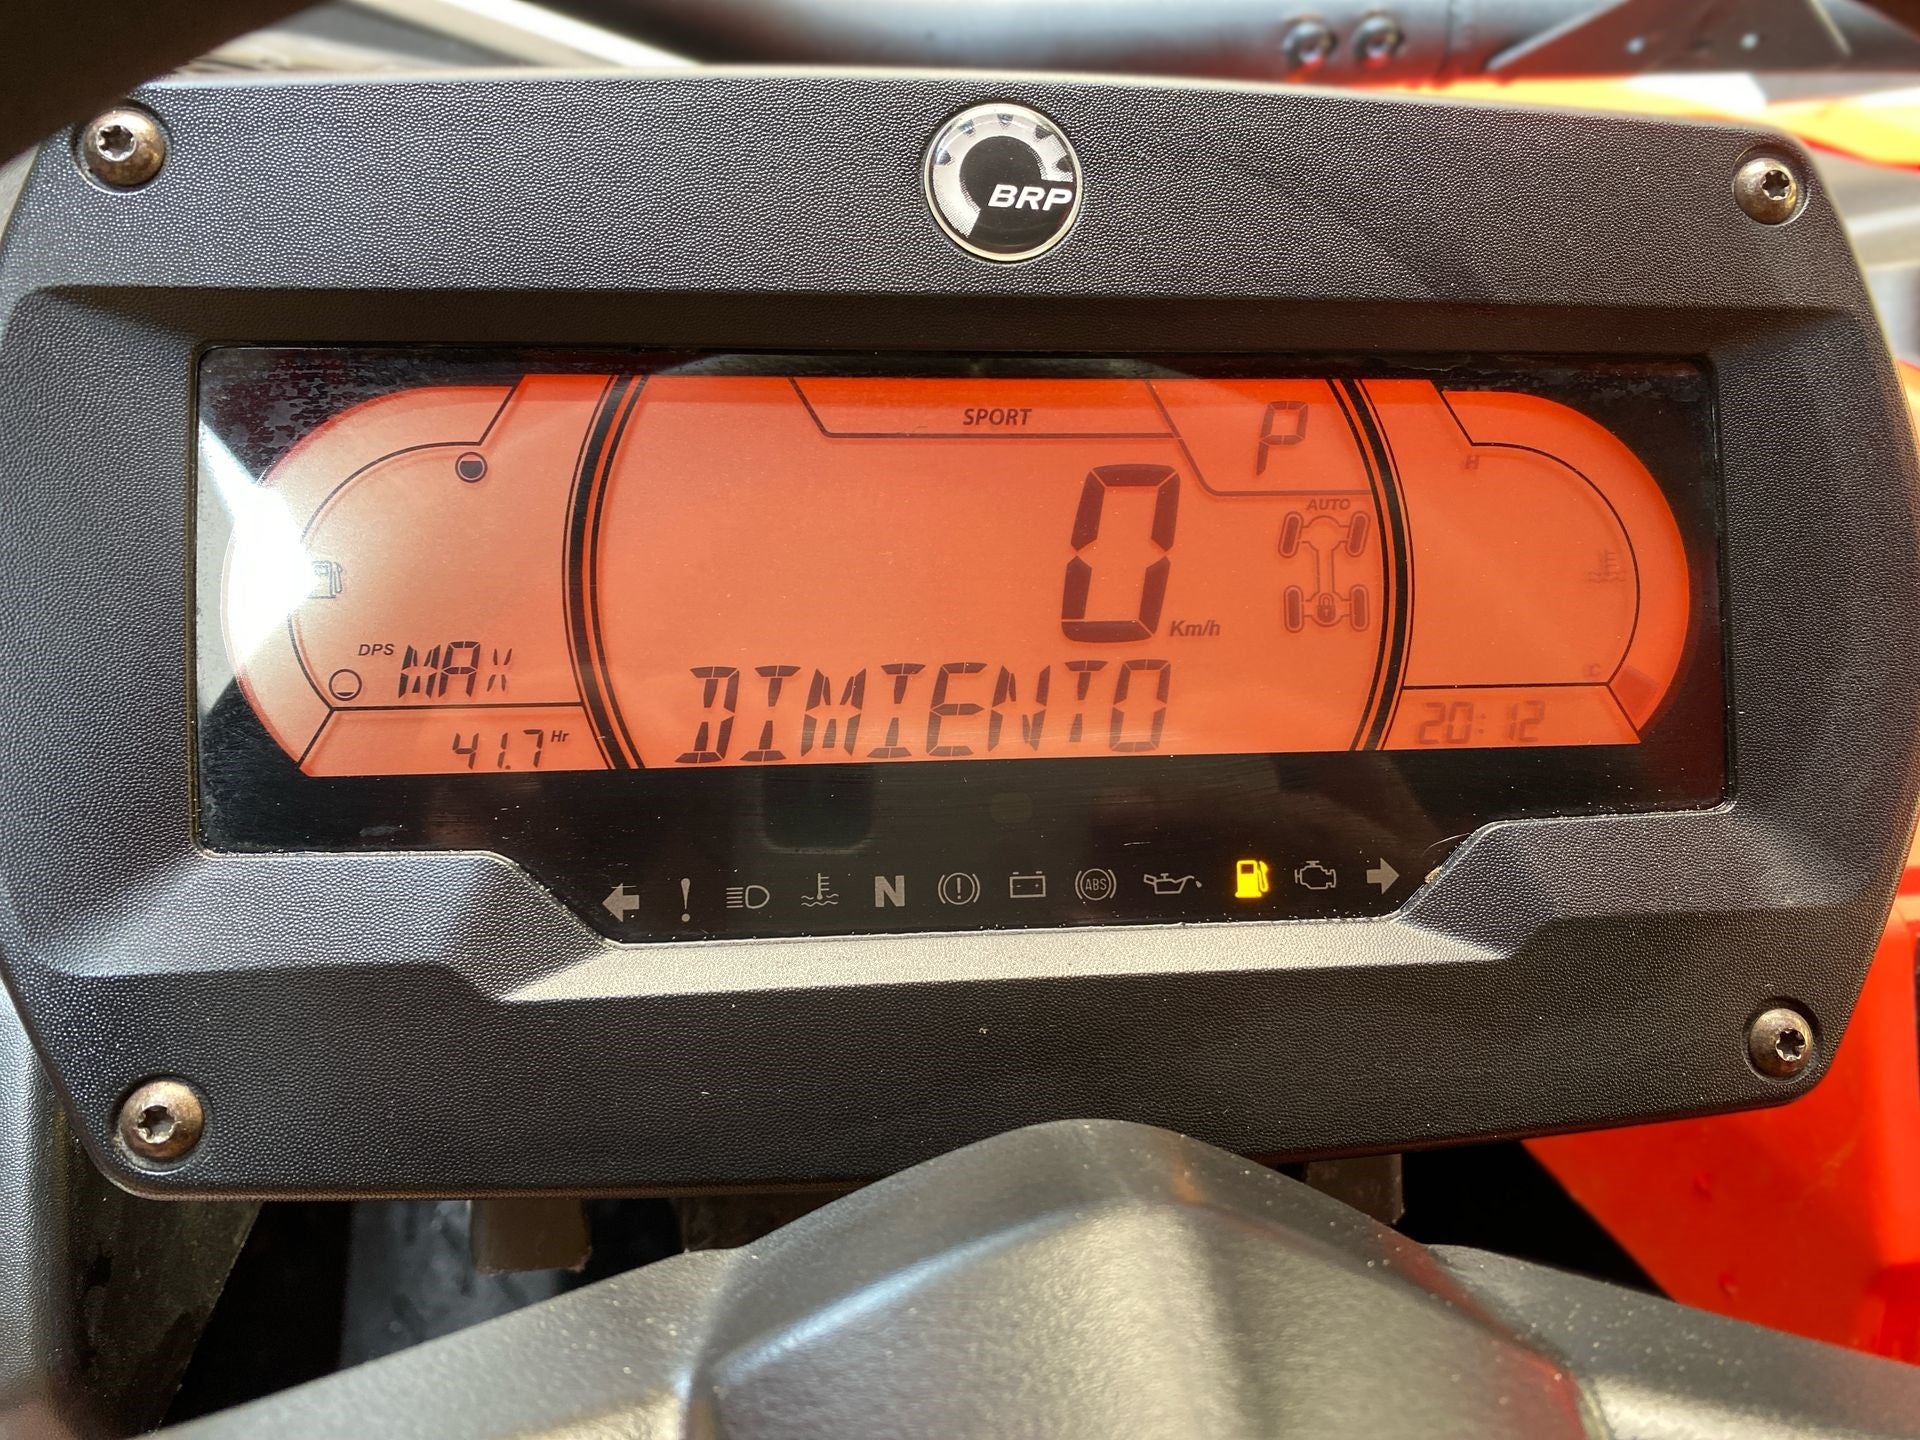 BRP
SPORT
P
H
0
AUTO
Km/h
DPS MAX
C
DIMIENTO
41.7 Hr
20:12
! N (!) ABS